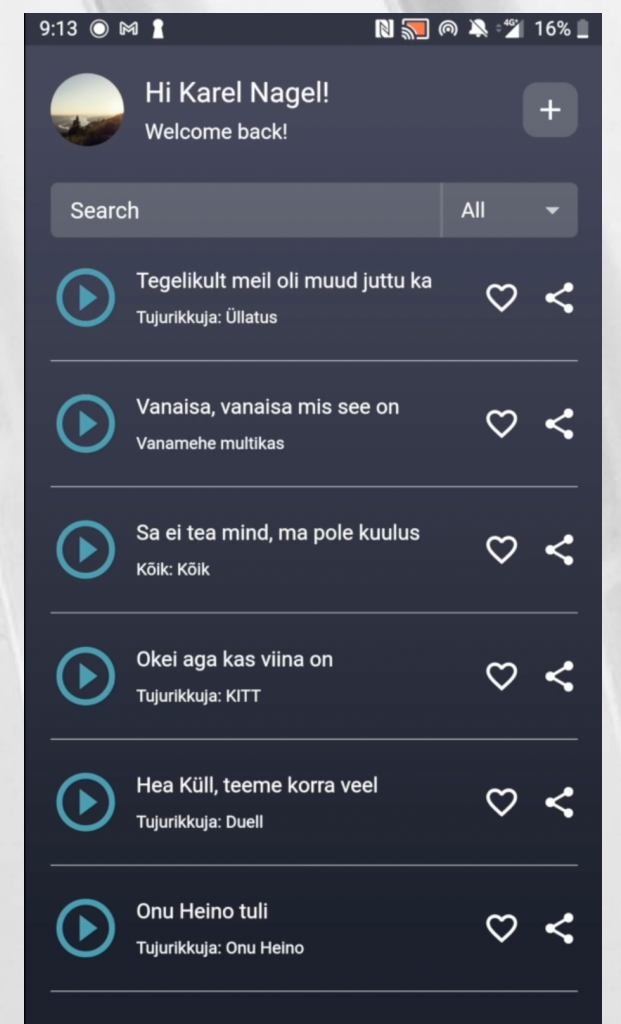 9:13
4G+
16%
Hi Karel Nagel!
Welcome back!
Search
All
Tegelikult meil oli muud juttu ka
Tujurikkuja: Üllatus
Vanaisa, vanaisa mis see on
Vanamehe multikas
Sa ei tea mind, ma pole kuulus
Kõik: Kõik
Okei aga kas viina on
Tujurikkuja: KITT
Hea Küll, teeme korra veel
Tujurikkuja: Duell
Onu Heino tuli
Tujurikkuja: Onu Heino